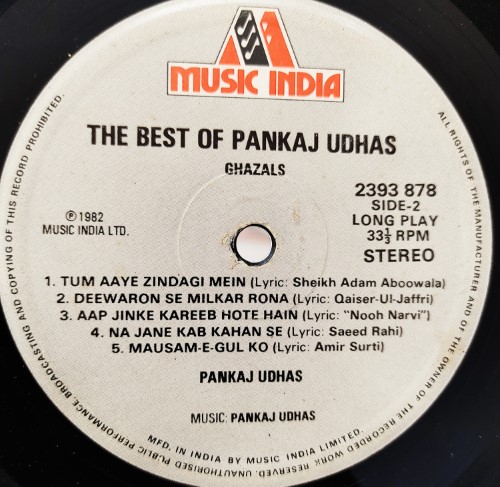 MUSIC INDIA
THE BEST OF PANKAJ UDHAS
GHAZALS
2393 878
SIDE-2
LONG PLAY
33⅓ RPM
STEREO
℗ 1982
MUSIC INDIA LTD.
1. TUM AAYE ZINDAGI MEIN (Lyric: Sheikh Adam Aboowala)
2. DEEWARON SE MILKAR RONA (Lyric: Qaiser-Ul-Jaffri)
3. AAP JINKE KAREEB HOTE HAIN (Lyric: "Nooh Narvi")
4. NA JANE KAB KAHAN SE (Lyric: Saeed Rahi)
5. MAUSAM-E-GUL KO (Lyric: Amir Surti)
PANKAJ UDHAS
MUSIC: PANKAJ UDHAS
MFD. IN INDIA BY MUSIC INDIA LIMITED.
ALL RIGHTS OF THE MANUFACTURER AND OF THE OWNER OF THE RECORDED WORK RESERVED. UNAUTHORISED PUBLIC PERFORMANCE, BROADCASTING AND COPYING OF THIS RECORD PROHIBITED.